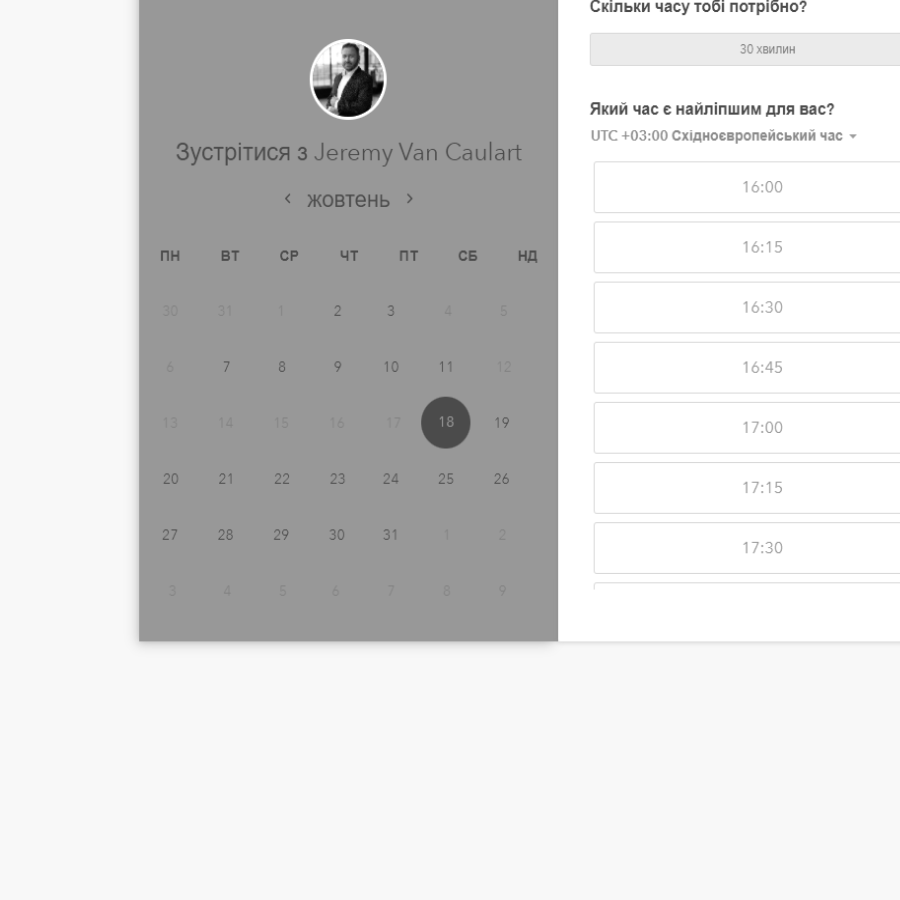 Зустрітися з Jeremy Van Caulart
‹ жовтень ›
ПН ВТ СР ЧТ ПТ СБ НД
30 31 1 2 3 4 5
6 7 8 9 10 11 12
13 14 15 16 17 18 19
20 21 22 23 24 25 26
27 28 29 30 31 1 2
3 4 5 6 7 8 9
Скільки часу тобі потрібно?
30 хвилин
Який час є найліпшим для вас?
UTC +03:00 Східноєвропейський час
16:00
16:15
16:30
16:45
17:00
17:15
17:30